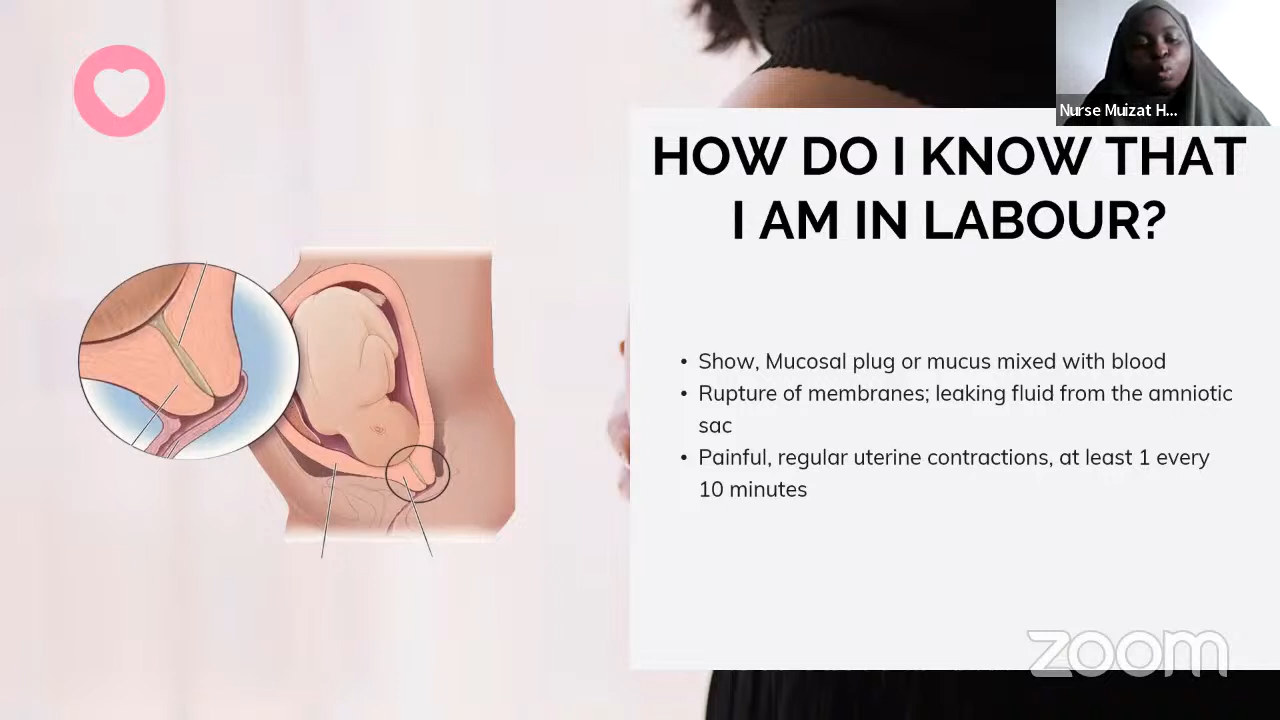 Nurse Muizat H...
HOW DO I KNOW THAT
I AM IN LABOUR?
• Show, Mucosal plug or mucus mixed with blood
• Rupture of membranes; leaking fluid from the amniotic
sac
• Painful, regular uterine contractions, at least 1 every
10 minutes
zoom